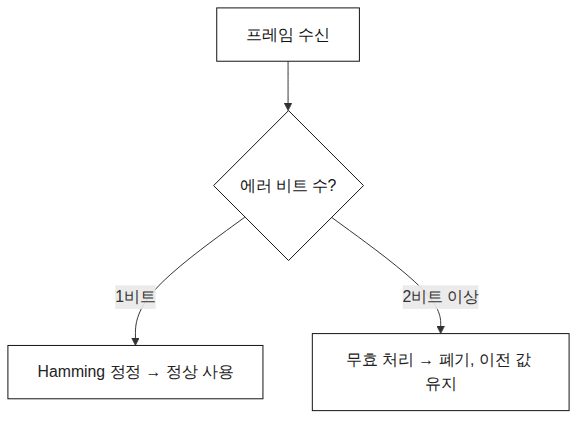 프레임 수신
에러 비트 수?
1비트
2비트 이상
Hamming 정정 → 정상 사용
무효 처리 → 폐기, 이전 값
유지